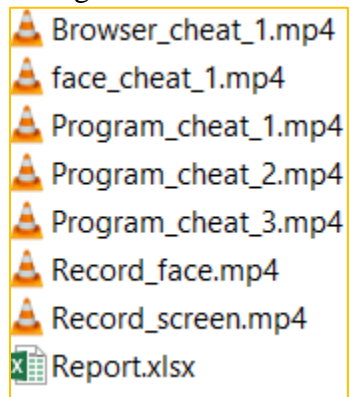 Browser_cheat_1.mp4
face_cheat_1.mp4
Program_cheat_1.mp4
Program_cheat_2.mp4
Program_cheat_3.mp4
Record_face.mp4
Record_screen.mp4
Report.xlsx